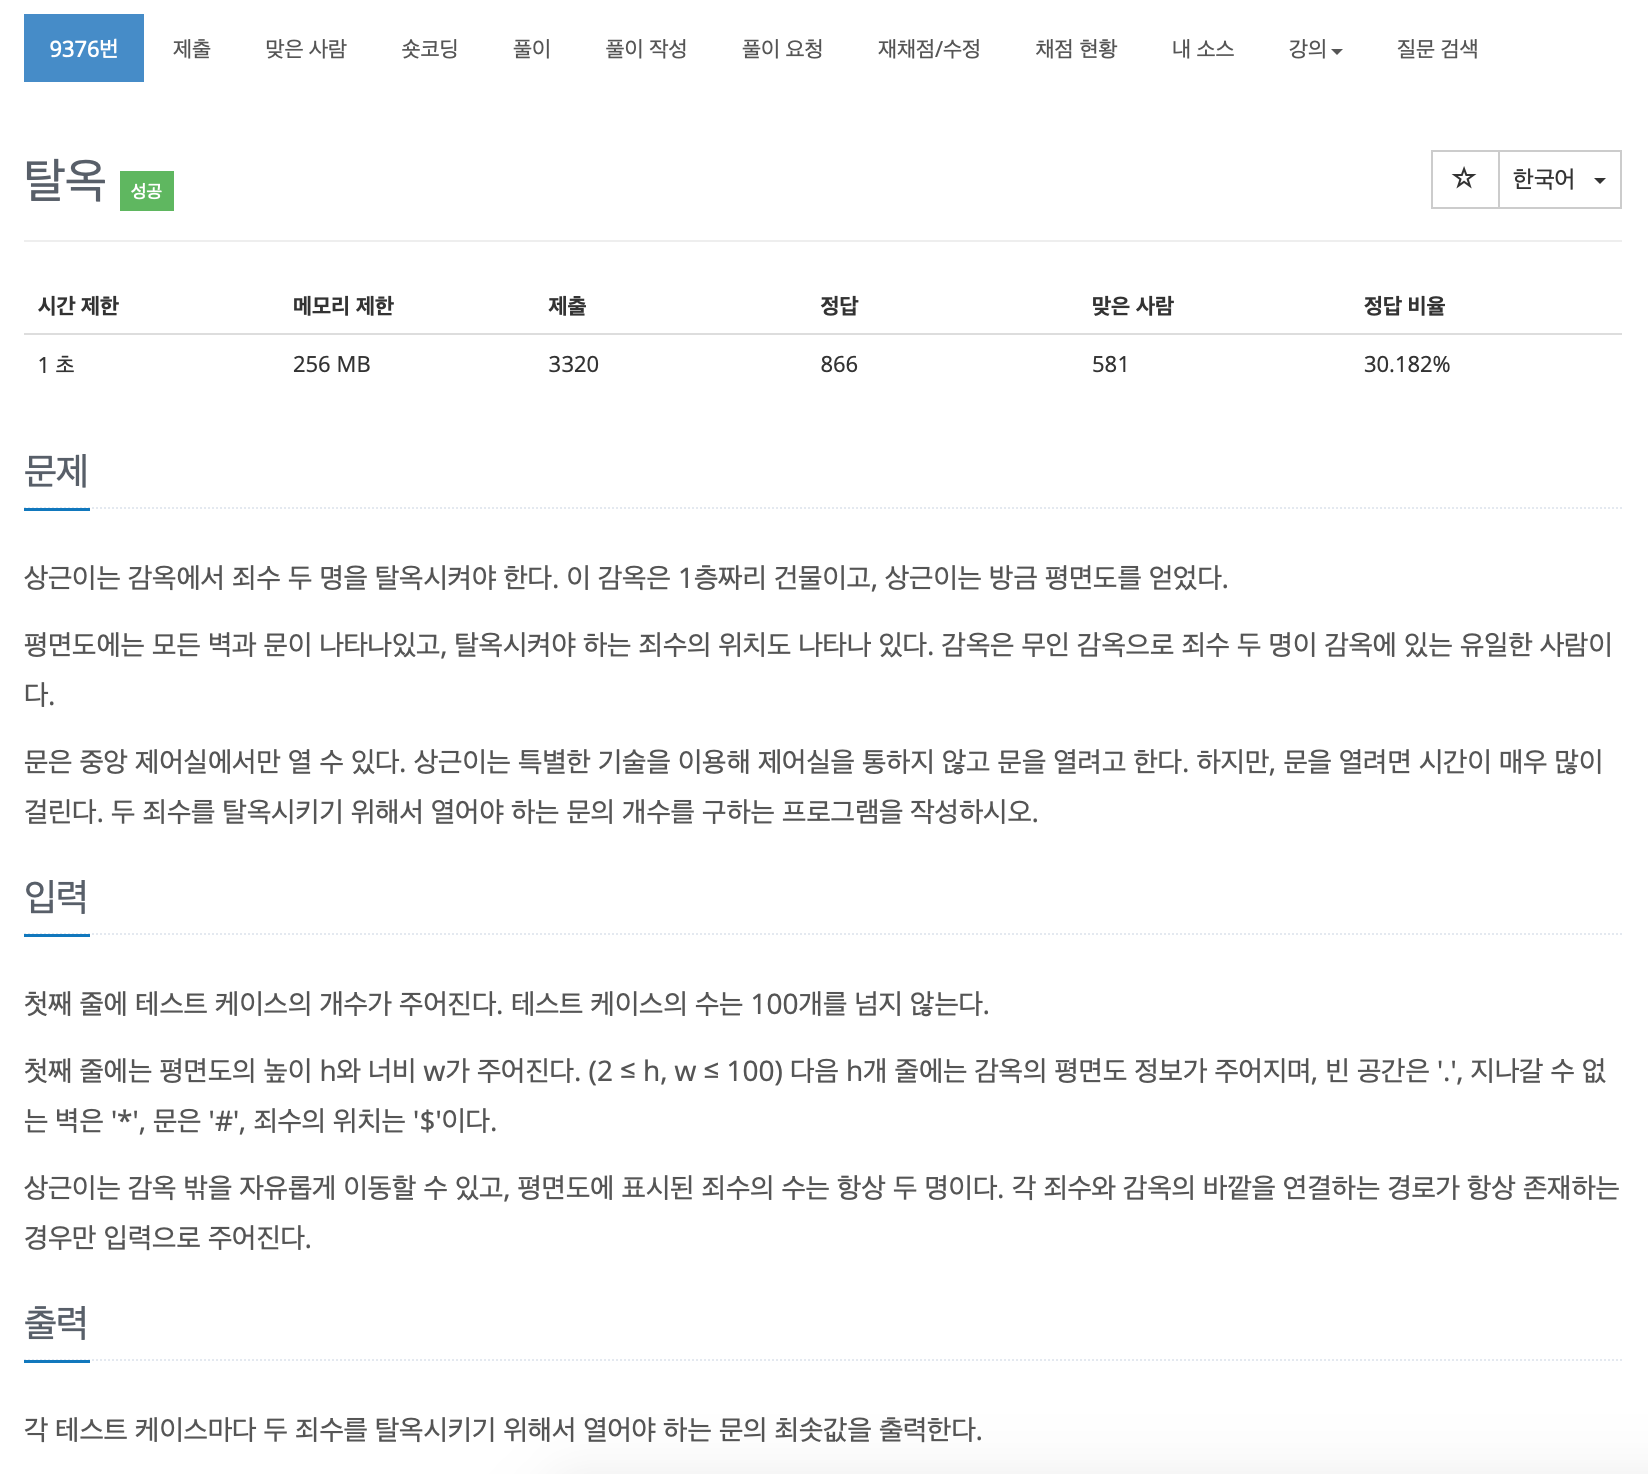 9376번 제출 맞은 사람 숏코딩 풀이 풀이 작성 풀이 요청 재채점/수정 채점 현황 내 소스 강의 질문 검색
탈옥 성공 한국어
시간 제한 메모리 제한 제출 정답 맞은 사람 정답 비율
1 초 256 MB 3320 866 581 30.182%
문제
상근이는 감옥에서 죄수 두 명을 탈옥시켜야 한다. 이 감옥은 1층짜리 건물이고, 상근이는 방금 평면도를 얻었다.
평면도에는 모든 벽과 문이 나타나있고, 탈옥시켜야 하는 죄수의 위치도 나타나 있다. 감옥은 무인 감옥으로 죄수 두 명이 감옥에 있는 유일한 사람이
다.
문은 중앙 제어실에서만 열 수 있다. 상근이는 특별한 기술을 이용해 제어실을 통하지 않고 문을 열려고 한다. 하지만, 문을 열려면 시간이 매우 많이
걸린다. 두 죄수를 탈옥시키기 위해서 열어야 하는 문의 개수를 구하는 프로그램을 작성하시오.
입력
첫째 줄에 테스트 케이스의 개수가 주어진다. 테스트 케이스의 수는 100개를 넘지 않는다.
첫째 줄에는 평면도의 높이 h와 너비 w가 주어진다. (2 ≤ h, w ≤ 100) 다음 h개 줄에는 감옥의 평면도 정보가 주어지며, 빈 공간은 '.', 지나갈 수 없
는 벽은 '*', 문은 '#', 죄수의 위치는 '$'이다.
상근이는 감옥 밖을 자유롭게 이동할 수 있고, 평면도에 표시된 죄수의 수는 항상 두 명이다. 각 죄수와 감옥의 바깥을 연결하는 경로가 항상 존재하는
경우만 입력으로 주어진다.
출력
각 테스트 케이스마다 두 죄수를 탈옥시키기 위해서 열어야 하는 문의 최솟값을 출력한다.